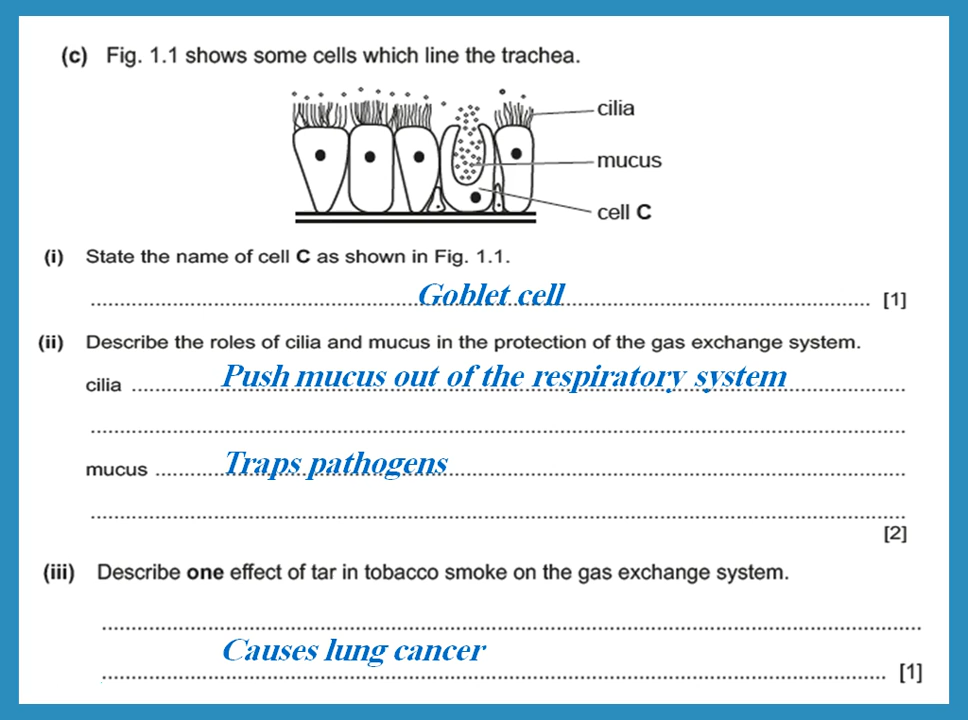 (c) Fig. 1.1 shows some cells which line the trachea.
cilia
mucus
cell C
(i) State the name of cell C as shown in Fig. 1.1.
Goblet cell [1]
(ii) Describe the roles of cilia and mucus in the protection of the gas exchange system.
cilia Push mucus out of the respiratory system
mucus Traps pathogens
[2]
(iii) Describe one effect of tar in tobacco smoke on the gas exchange system.
Causes lung cancer
[1]